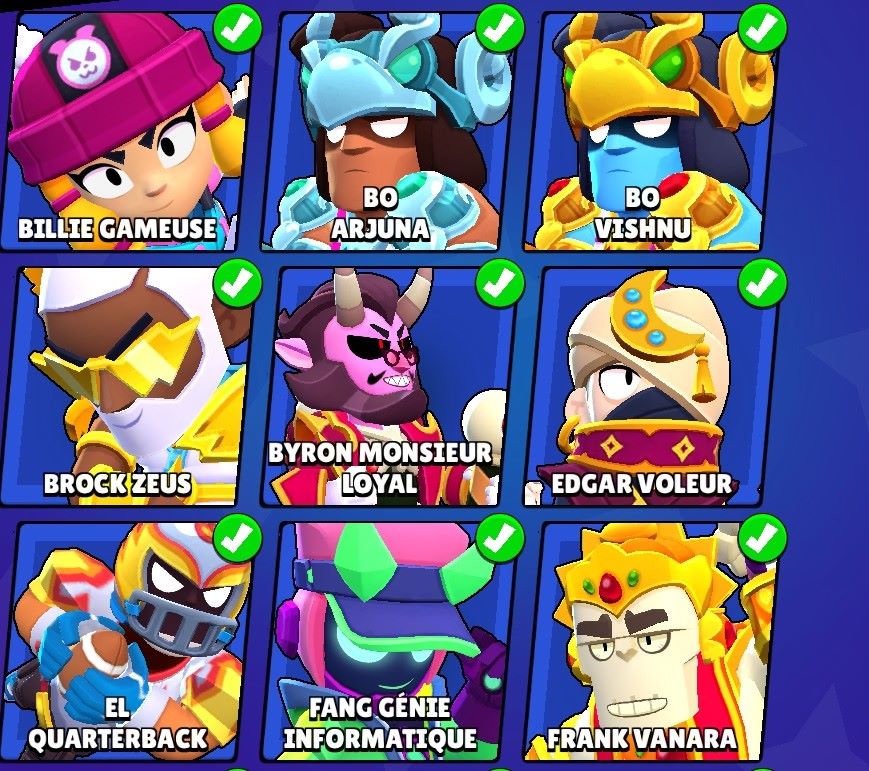 BILLIE GAMEUSE
BO
ARJUNA
BO
VISHNU
BROCK ZEUS
BYRON MONSIEUR
LOYAL
EDGAR VOLEUR
EL
QUARTERBACK
FANG GÉNIE
INFORMATIQUE
FRANK VANARA